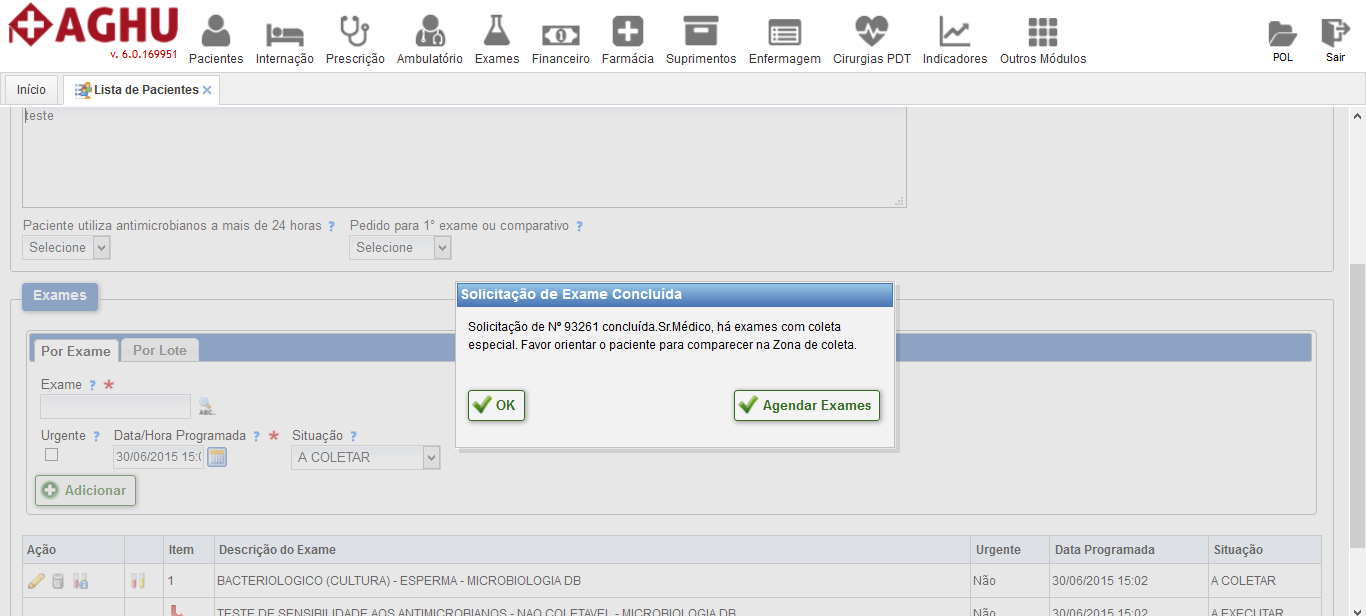 AGHU
v. 6.0.169951
Pacientes
Internação
Prescrição
Ambulatório
Exames
Financeiro
Farmácia
Suprimentos
Enfermagem
Cirurgias PDT
Indicadores
Outros Módulos
POL
Sair
Início
Lista de Pacientes
teste
Paciente utiliza antimicrobianos a mais de 24 horas ?
Pedido para 1° exame ou comparativo ?
Selecione
Selecione
Exames
Solicitação de Exame Concluída
Solicitação de Nº 93261 concluída.Sr.Médico, há exames com coleta
especial. Favor orientar o paciente para comparecer na Zona de coleta.
OK
Agendar Exames
Por Exame
Por Lote
Exame ? *
ABC
Urgente ?
Data/Hora Programada ? *
Situação ?
30/06/2015 15:0
A COLETAR
Adicionar
Ação Item Descrição do Exame Urgente Data Programada Situação
1 BACTERIOLOGICO (CULTURA) - ESPERMA - MICROBIOLOGIA DB Não 30/06/2015 15:02 A COLETAR
TESTE DE SENSIBILIDADE AOS ANTIMICROBIANOS - NAO COLETAVEL - MICROBIOLOGIA DB Não 30/06/2015 15:02 A EXECUTAR